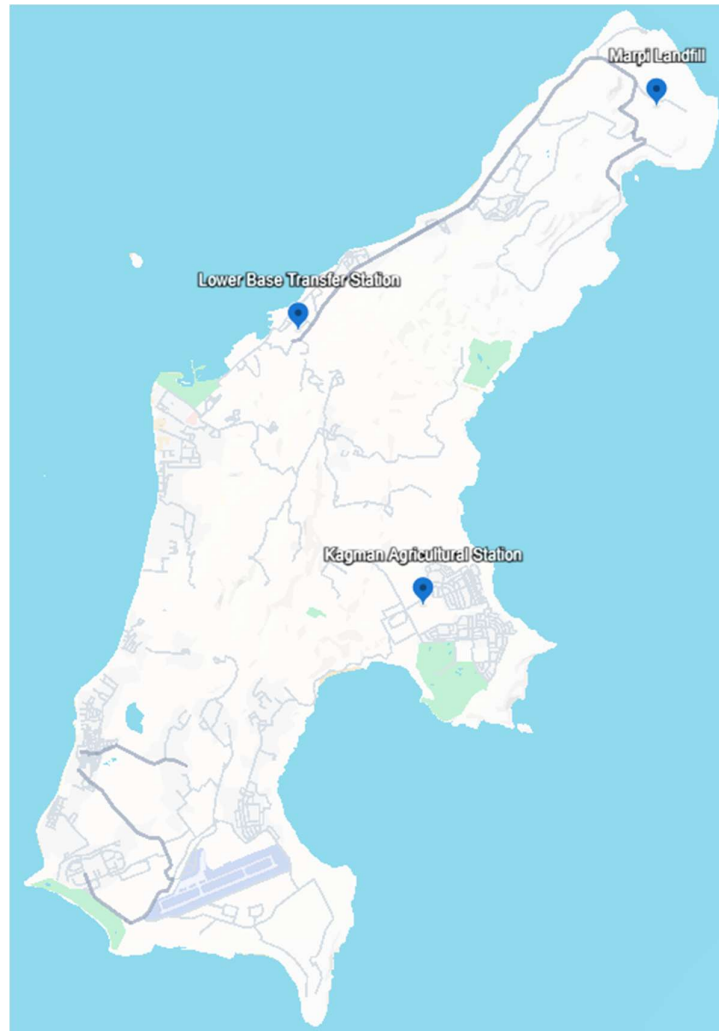 Marpi Landfill
Lower Base Transfer Station
Kagman Agricultural Station